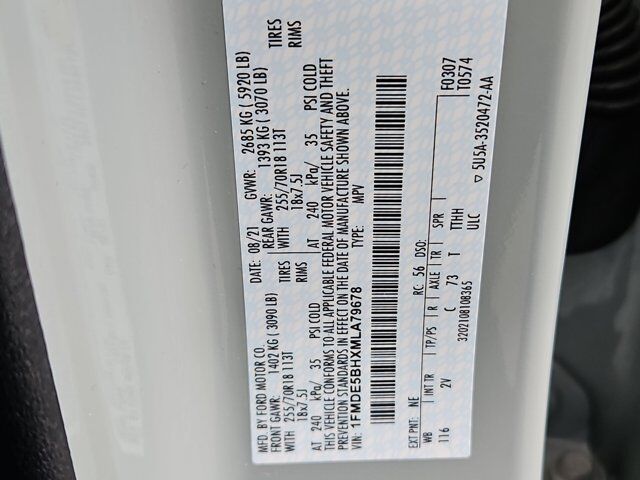 MFD. BY FORD MOTOR CO. DATE: 08/21 GVWR: 2685 KG ( 5920 LB)
FRONT GAWR: 1402 KG ( 3090LB) REAR GAWR: 1393 KG ( 3070 LB)
WITH 255/70R18 113T TIRES WITH 255/70R18 113T TIRES
18x7.5J RIMS 18x7.5J RIMS
AT 240 kPa/ 35 PSI COLD AT 240 kPa/ 35 PSI COLD
THIS VEHICLE CONFORMS TO ALL APPLICABLE FEDERAL MOTOR VEHICLE SAFETY AND THEFT
PREVENTION STANDARDS IN EFFECT ON THE DATE OF MANUFACTURE SHOWN ABOVE.
VIN: 1FMDE5BHXMLA79678 TYPE: MPV
EXT PNT: NE RC: 56 DSO: F0307
WB INT TR TP/PS R AXLE TR SPR T0574
116 2V C 73 T TTHH
ULC
3202108108365 ▽ 5U5A-3520472-AA